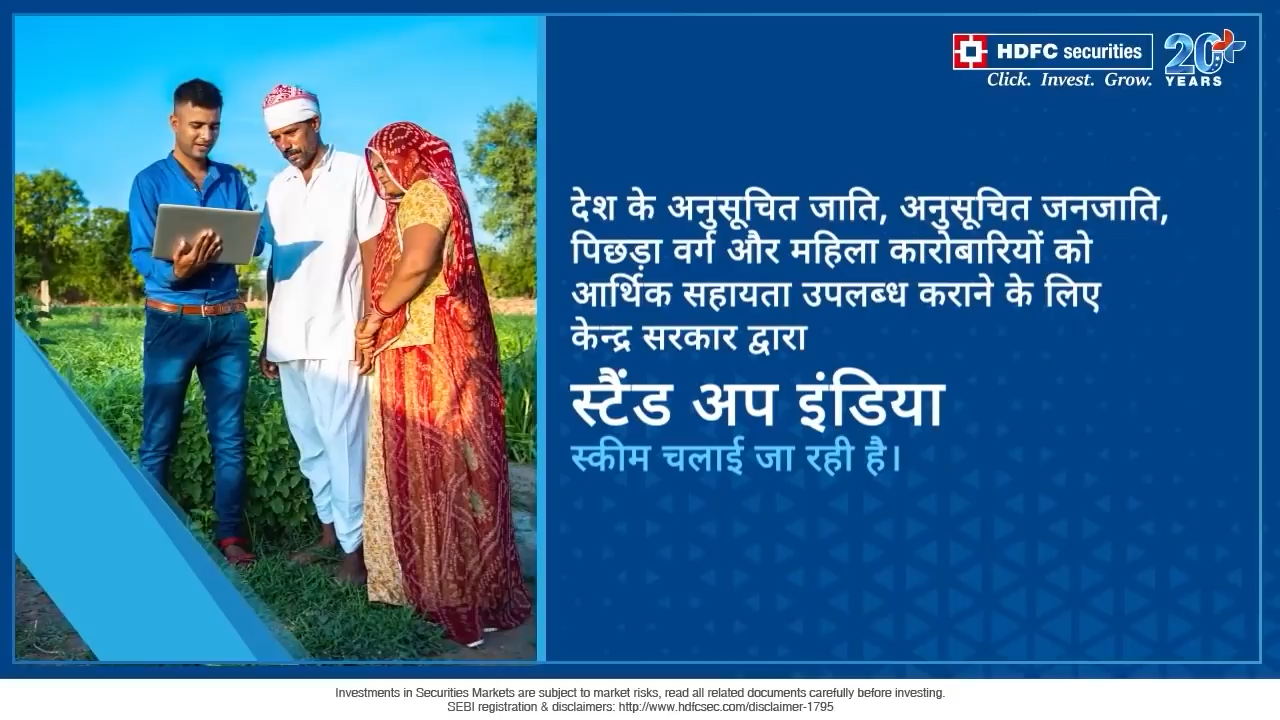 HDFC securities
Click. Invest. Grow.
20+
YEARS
देश के अनुसूचित जाति, अनुसूचित जनजाति,
पिछड़ा वर्ग और महिला कारोबारियों को
आर्थिक सहायता उपलब्ध कराने के लिए
केन्द्र सरकार द्वारा
स्टैंड अप इंडिया
स्कीम चलाई जा रही है।
Investments in Securities Markets are subject to market risks, read all related documents carefully before investing.
SEBI registration & disclaimers: http://www.hdfcsec.com/disclaimer-1795